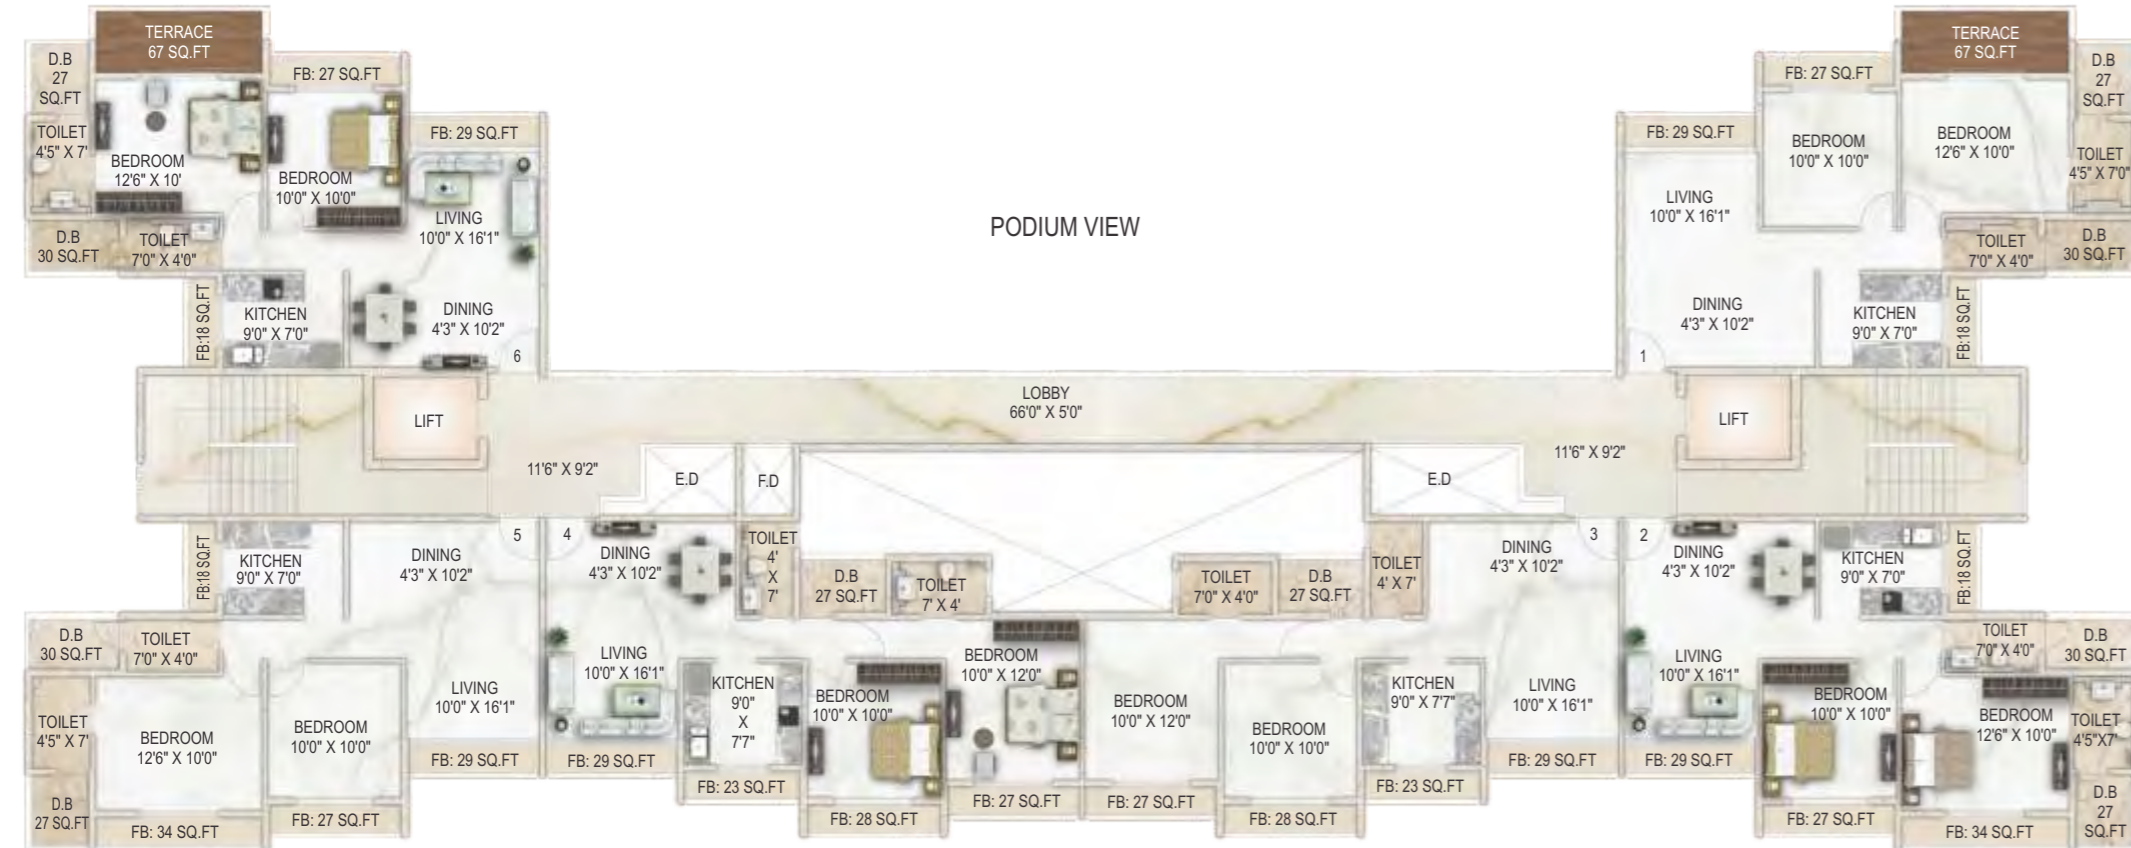 TERRACE
67 SQ.FT
D.B
27
SQ.FT
FB: 27 SQ.FT
TOILET
4'5" X 7'
BEDROOM
12'6" X 10'
BEDROOM
10'0" X 10'0"
FB: 29 SQ.FT
LIVING
10'0" X 16'1"
D.B
30 SQ.FT
TOILET
7'0" X 4'0"
FB:18 SQ.FT
KITCHEN
9'0" X 7'0"
DINING
4'3" X 10'2"
6
PODIUM VIEW
TERRACE
67 SQ.FT
D.B
27
SQ.FT
FB: 27 SQ.FT
FB: 29 SQ.FT
BEDROOM
10'0" X 10'0"
BEDROOM
12'6" X 10'0"
TOILET
4'5" X 7'0"
LIVING
10'0" X 16'1"
TOILET
7'0" X 4'0"
D.B
30 SQ.FT
DINING
4'3" X 10'2"
KITCHEN
9'0" X 7'0"
FB:18 SQ.FT
1
LIFT
LOBBY
66'0" X 5'0"
LIFT
11'6" X 9'2"
E.D
F.D
E.D
11'6" X 9'2"
FB:18 SQ.FT
KITCHEN
9'0" X 7'0"
DINING
4'3" X 10'2"
5
D.B
30 SQ.FT
TOILET
7'0" X 4'0"
LIVING
10'0" X 16'1"
TOILET
4'5" X 7'
BEDROOM
12'6" X 10'0"
BEDROOM
10'0" X 10'0"
FB: 29 SQ.FT
D.B
27 SQ.FT
FB: 34 SQ.FT
FB: 27 SQ.FT
4
DINING
4'3" X 10'2"
TOILET
4'
X
7'
D.B
27 SQ.FT
TOILET
7' X 4'
LIVING
10'0" X 16'1"
KITCHEN
9'0"
X
7'7"
BEDROOM
10'0" X 10'0"
BEDROOM
10'0" X 12'0"
FB: 29 SQ.FT
FB: 23 SQ.FT
FB: 28 SQ.FT
FB: 27 SQ.FT
TOILET
7'0" X 4'0"
D.B
27 SQ.FT
TOILET
4' X 7'
DINING
4'3" X 10'2"
3
BEDROOM
10'0" X 12'0"
BEDROOM
10'0" X 10'0"
KITCHEN
9'0" X 7'7"
LIVING
10'0" X 16'1"
FB: 27 SQ.FT
FB: 28 SQ.FT
FB: 23 SQ.FT
FB: 29 SQ.FT
2
DINING
4'3" X 10'2"
KITCHEN
9'0" X 7'0"
FB:18 SQ.FT
LIVING
10'0" X 16'1"
TOILET
7'0" X 4'0"
D.B
30 SQ.FT
BEDROOM
10'0" X 10'0"
BEDROOM
12'6" X 10'0"
TOILET
4'5"X7'
FB: 29 SQ.FT
FB: 27 SQ.FT
FB: 34 SQ.FT
D.B
27
SQ.FT